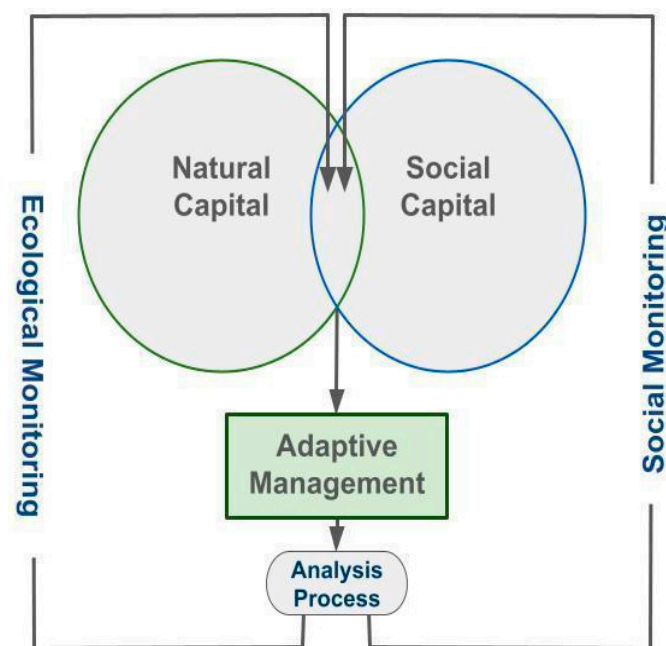 Natural
Capital
Social
Capital
Ecological Monitoring
Social Monitoring
Adaptive
Management
Analysis
Process